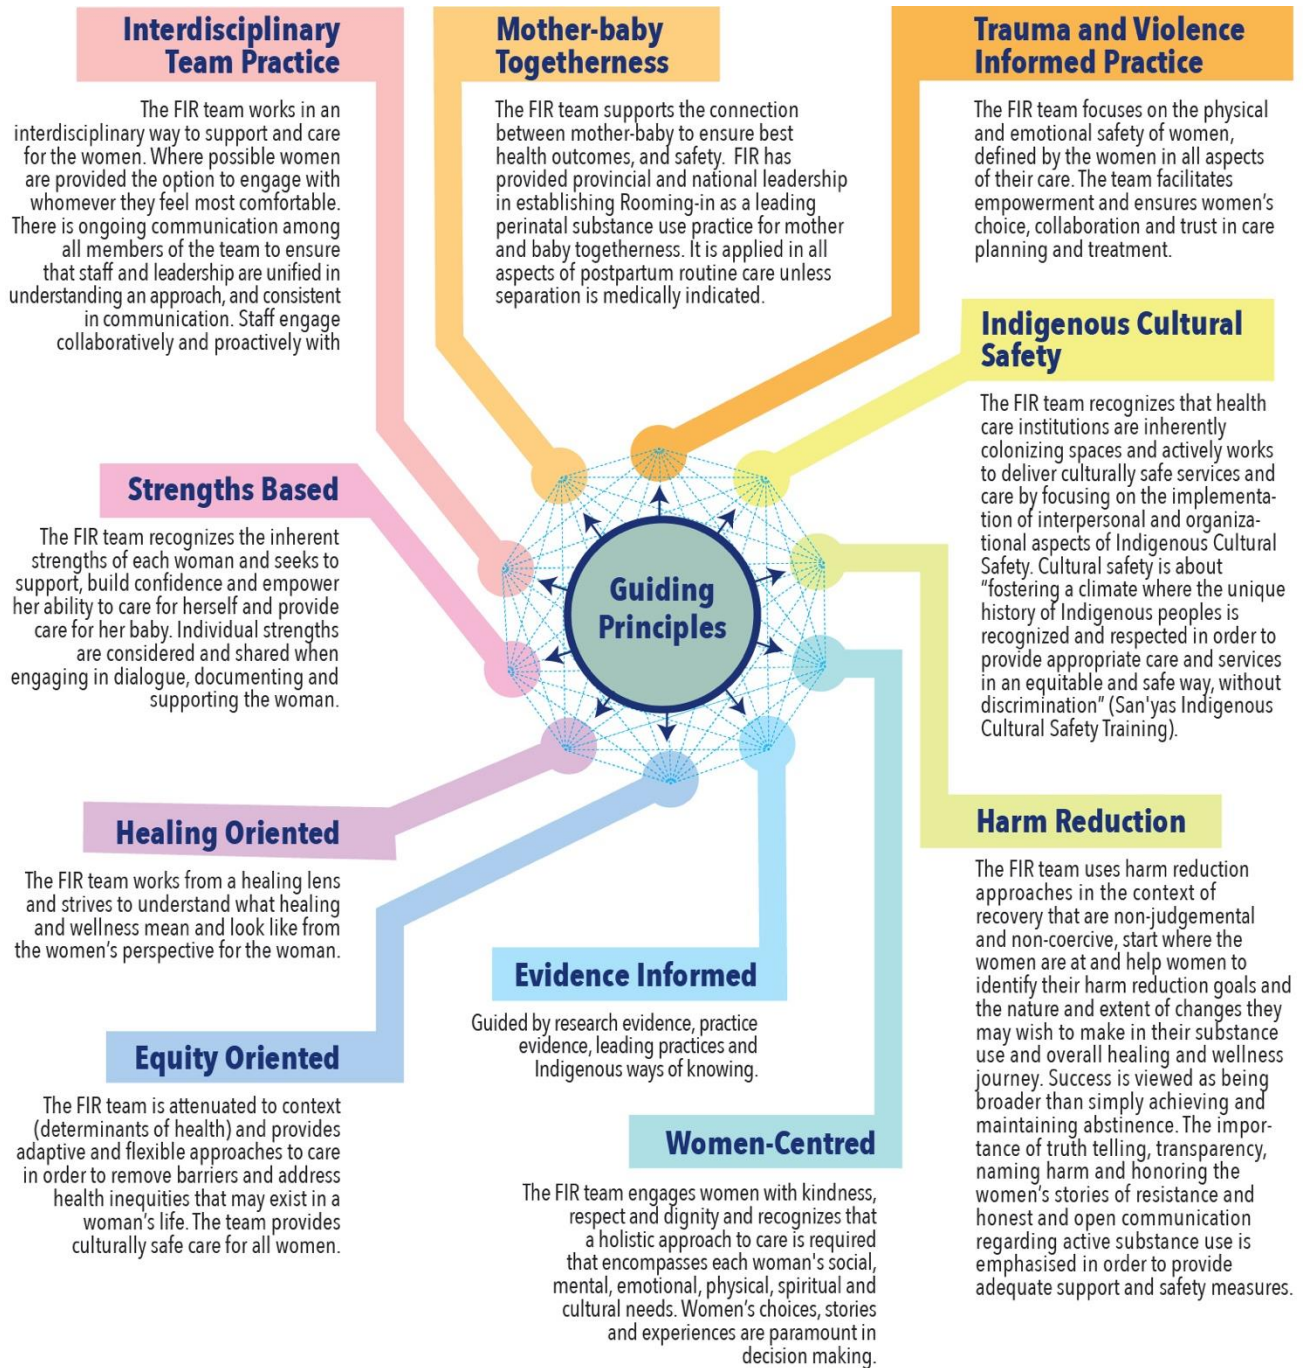 Interdisciplinary
Team Practice
The FIR team works in an
interdisciplinary way to support and care
for the women. Where possible women
are provided the option to engage with
whomever they feel most comfortable.
There is ongoing communication among
all members of the team to ensure
that staff and leadership are unified in
understanding an approach, and consistent
in communication. Staff engage
collaboratively and proactively with
Mother-baby
Togetherness
The FIR team supports the connection
between mother-baby to ensure best
health outcomes, and safety. FIR has
provided provincial and national leadership
in establishing Rooming-in as a leading
perinatal substance use practice for mother
and baby togetherness. It is applied in all
aspects of postpartum routine care unless
separation is medically indicated.
Trauma and Violence
Informed Practice
The FIR team focuses on the physical
and emotional safety of women,
defined by the women in all aspects
of their care. The team facilitates
empowerment and ensures women's
choice, collaboration and trust in care
planning and treatment.
Indigenous Cultural
Safety
The FIR team recognizes that health
care institutions are inherently
colonizing spaces and actively works
to deliver culturally safe services and
care by focusing on the implementa-
tion of interpersonal and organiza-
tional aspects of Indigenous Cultural
Safety. Cultural safety is about
“fostering a climate where the unique
history of Indigenous peoples is
recognized and respected in order to
provide appropriate care and services
in an equitable and safe way, without
discrimination” (San'yas Indigenous
Cultural Safety Training).
Strengths Based
The FIR team recognizes the inherent
strengths of each woman and seeks to
support, build confidence and empower
her ability to care for herself and provide
care for her baby. Individual strengths
are considered and shared when
engaging in dialogue, documenting and
supporting the woman.
Guiding
Principles
Healing Oriented
The FIR team works from a healing lens
and strives to understand what healing
and wellness mean and look like from
the women's perspective for the woman.
Harm Reduction
The FIR team uses harm reduction
approaches in the context of
recovery that are non-judgemental
and non-coercive, start where the
women are at and help women to
identify their harm reduction goals and
the nature and extent of changes they
may wish to make in their substance
use and overall healing and wellness
journey. Success is viewed as being
broader than simply achieving and
maintaining abstinence. The impor-
tance of truth telling, transparency,
naming harm and honoring the
women's stories of resistance and
honest and open communication
regarding active substance use is
emphasised in order to provide
adequate support and safety measures.
Evidence Informed
Guided by research evidence, practice
evidence, leading practices and
Indigenous ways of knowing.
Equity Oriented
The FIR team is attenuated to context
(determinants of health) and provides
adaptive and flexible approaches to care
in order to remove barriers and address
health inequities that may exist in a
woman's life. The team provides
culturally safe care for all women.
Women-Centred
The FIR team engages women with kindness,
respect and dignity and recognizes that
a holistic approach to care is required
that encompasses each woman's social,
mental, emotional, physical, spiritual and
cultural needs. Women's choices, stories
and experiences are paramount in
decision making.